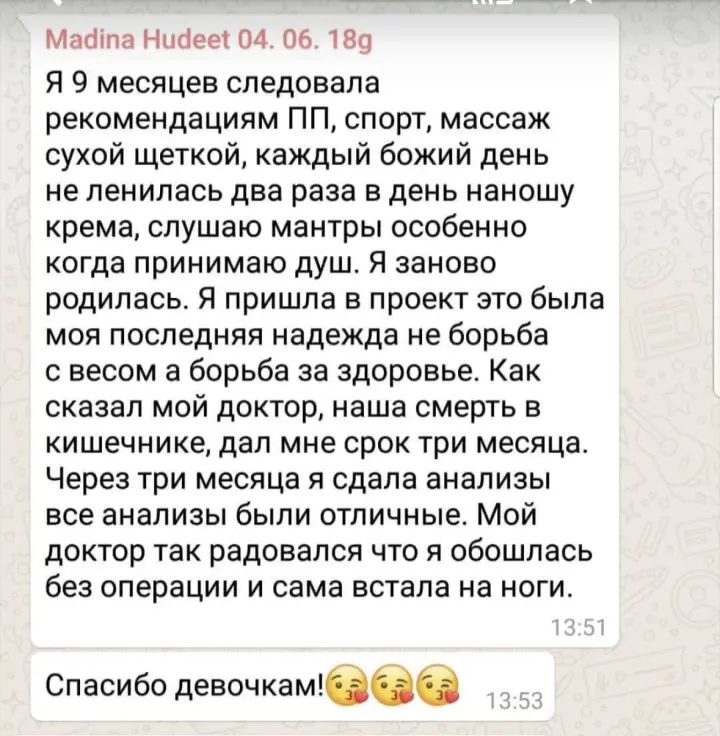 Madina Hudeet 04. 06. 18g
Я 9 месяцев следовала
рекомендациям ПП, спорт, массаж
сухой щеткой, каждый божий день
не ленилась два раза в день наношу
крема, слушаю мантры особенно
когда принимаю душ. Я заново
родилась. Я пришла в проект это была
моя последняя надежда не борьба
с весом а борьба за здоровье. Как
сказал мой доктор, наша смерть в
кишечнике, дал мне срок три месяца.
Через три месяца я сдала анализы
все анализы были отличные. Мой
доктор так радовался что я обошлась
без операции и сама встала на ноги.
13:51
Спасибо девочкам!😘😘😘
13:53